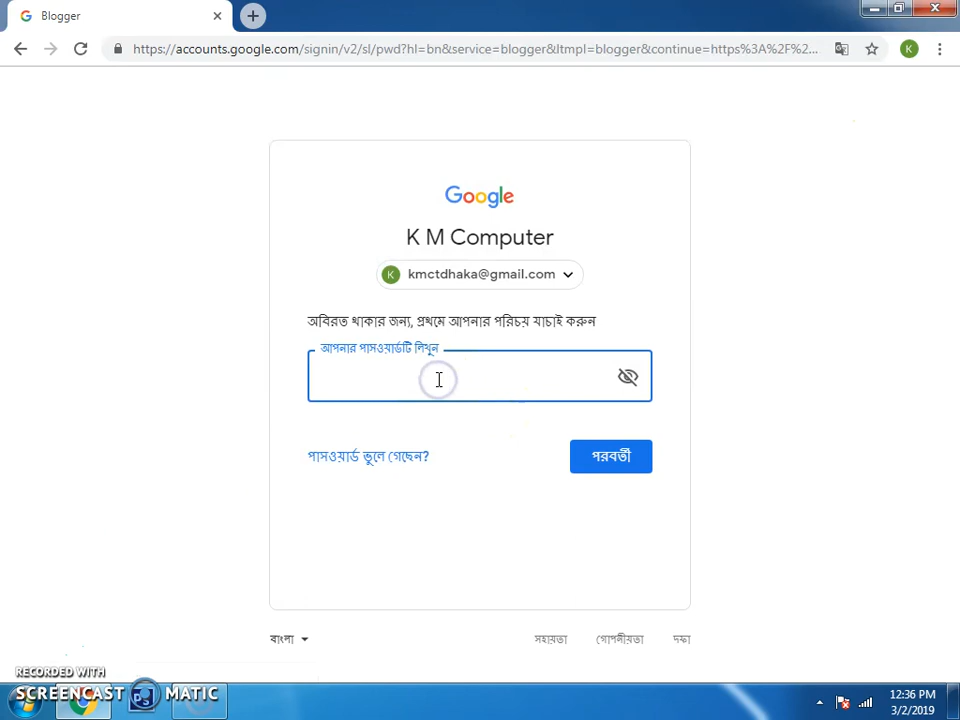 Blogger
https://accounts.google.com/signin/v2/sl/pwd?hl=bn&service=blogger&ltmpl=blogger&continue=https%3A%2F%2...
K
Google
K M Computer
K kmctdhaka@gmail.com
অবিরত থাকার জন্য, প্রথমে আপনার পরিচয় যাচাই করুন
আপনার পাসওয়ার্ডটি লিখুন
পাসওয়ার্ড ভুলে গেছেন?
পরবর্তী
বাংলা
সহায়তা
গোপনীয়তা
দফা
RECORDED WITH
SCREENCAST MATIC
12:36 PM
3/2/2019